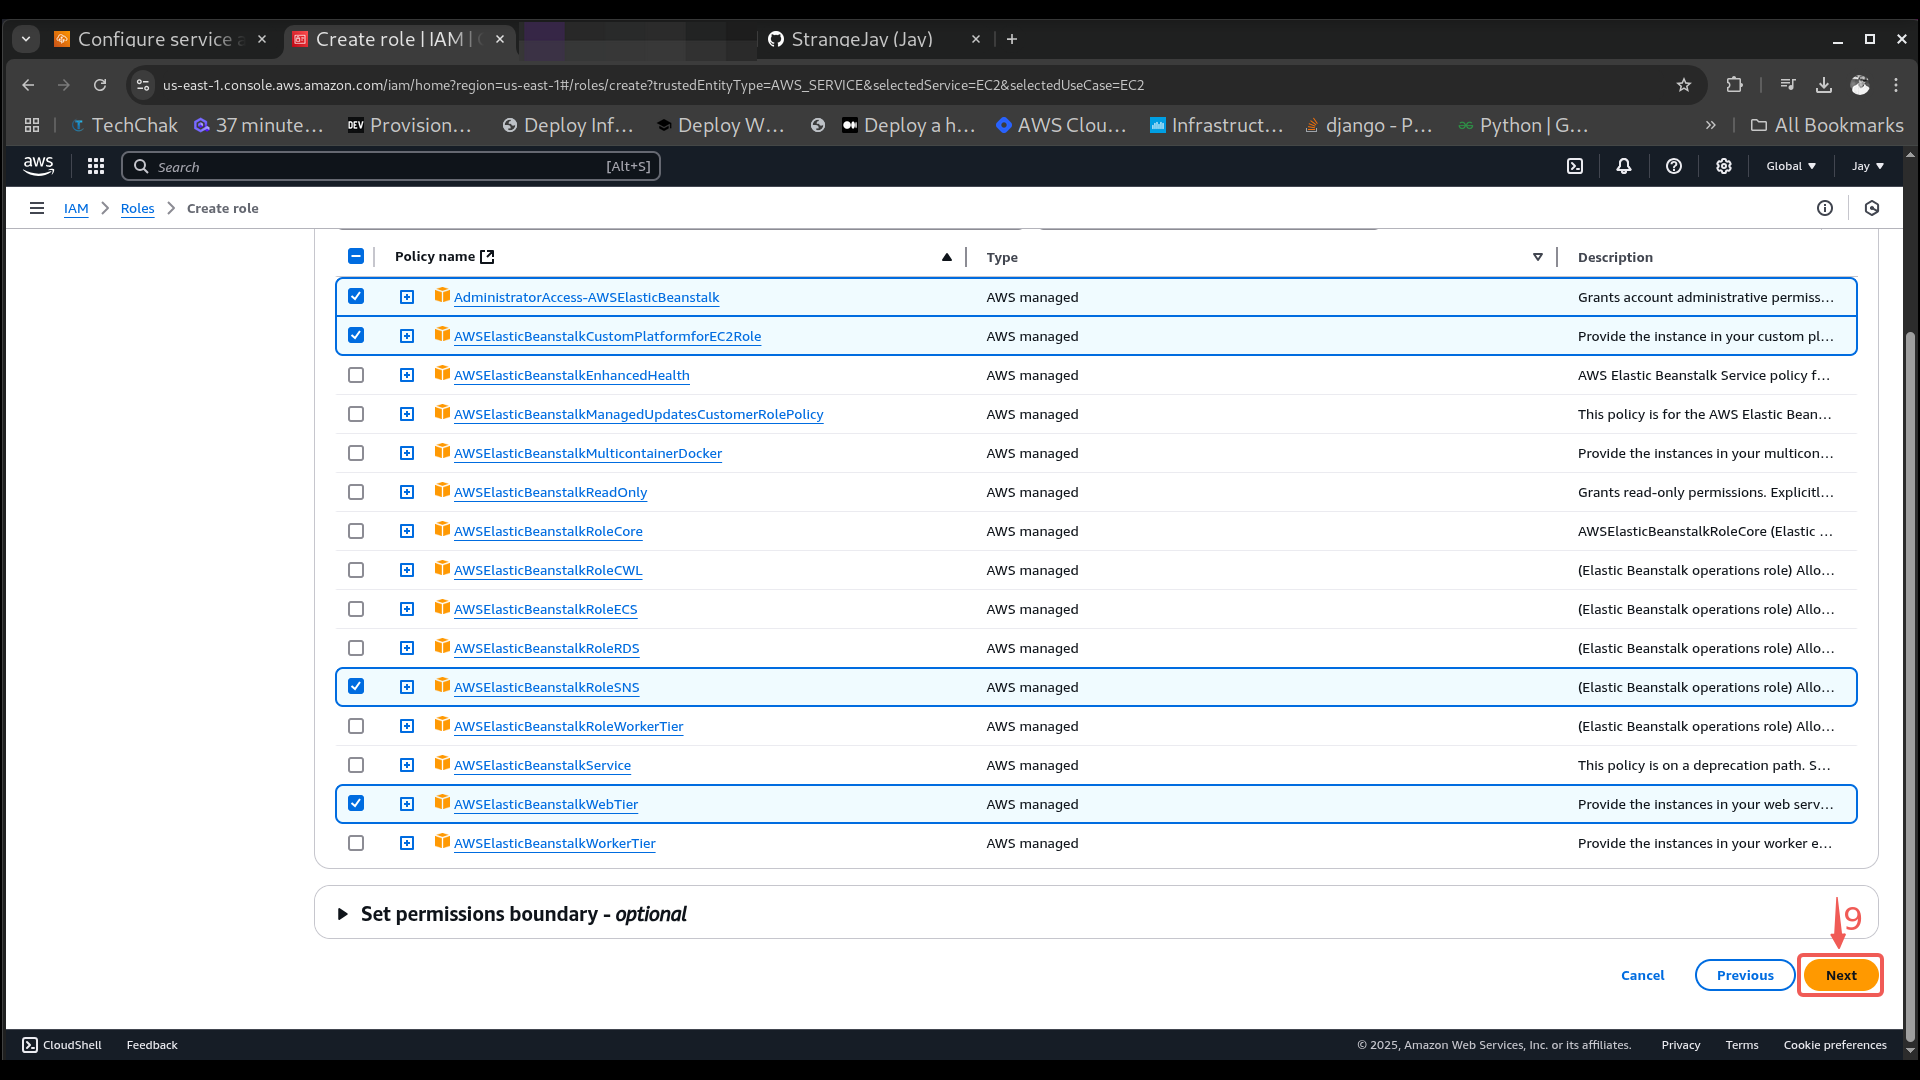 Configure service a
Create role | IAM | G
StrangeJay (Jay)
us-east-1.console.aws.amazon.com/iam/home?region=us-east-1#/roles/create?trustedEntityType=AWS_SERVICE&selectedService=EC2&selectedUseCase=EC2
TechChak 37 minute... DEV Provision... Deploy Inf... Deploy W... Deploy a h... AWS Clou... Infrastruct... django - P... Python | G... » All Bookmarks
aws Search [Alt+S] Global Jay
IAM Roles Create role
Policy name Type Description
AdministratorAccess-AWSElasticBeanstalk AWS managed Grants account administrative permiss...
AWSElasticBeanstalkCustomPlatformforEC2Role AWS managed Provide the instance in your custom pl...
AWSElasticBeanstalkEnhancedHealth AWS managed AWS Elastic Beanstalk Service policy f...
AWSElasticBeanstalkManagedUpdatesCustomerRolePolicy AWS managed This policy is for the AWS Elastic Bean...
AWSElasticBeanstalkMulticontainerDocker AWS managed Provide the instances in your multicon...
AWSElasticBeanstalkReadOnly AWS managed Grants read-only permissions. Explicitl...
AWSElasticBeanstalkRoleCore AWS managed AWSElasticBeanstalkRoleCore (Elastic ...
AWSElasticBeanstalkRoleCWL AWS managed (Elastic Beanstalk operations role) Allo...
AWSElasticBeanstalkRoleECS AWS managed (Elastic Beanstalk operations role) Allo...
AWSElasticBeanstalkRoleRDS AWS managed (Elastic Beanstalk operations role) Allo...
AWSElasticBeanstalkRoleSNS AWS managed (Elastic Beanstalk operations role) Allo...
AWSElasticBeanstalkRoleWorkerTier AWS managed (Elastic Beanstalk operations role) Allo...
AWSElasticBeanstalkService AWS managed This policy is on a deprecation path. S...
AWSElasticBeanstalkWebTier AWS managed Provide the instances in your web serv...
AWSElasticBeanstalkWorkerTier AWS managed Provide the instances in your worker e...
Set permissions boundary - optional
9
Cancel Previous Next
CloudShell Feedback © 2025, Amazon Web Services, Inc. or its affiliates. Privacy Terms Cookie preferences